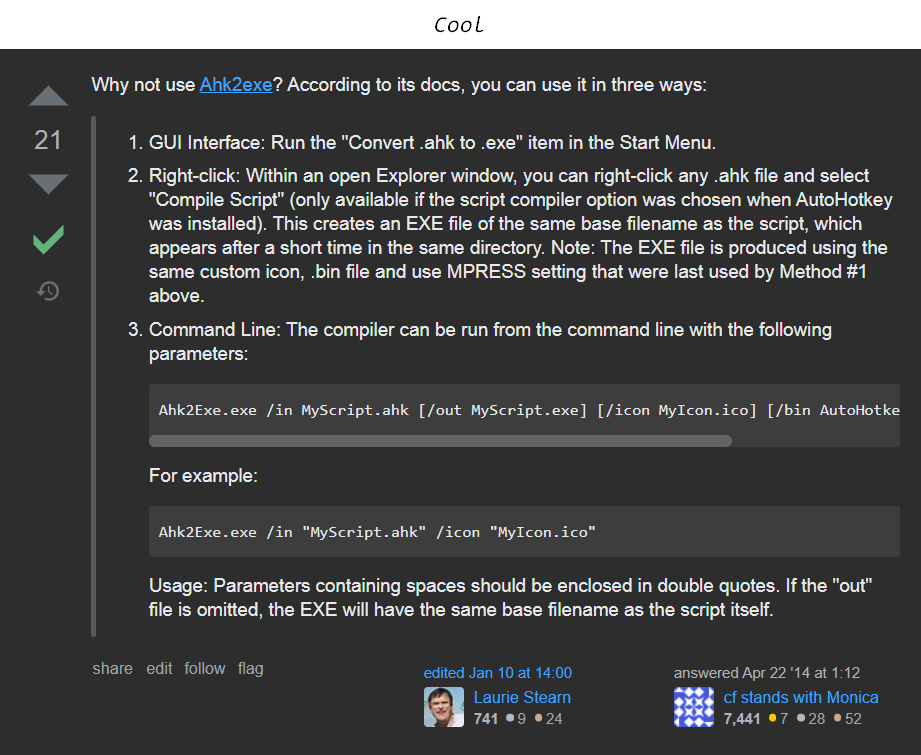 Cool
Why not use Ahk2exe? According to its docs, you can use it in three ways:
21
1. GUI Interface: Run the "Convert .ahk to .exe" item in the Start Menu.
2. Right-click: Within an open Explorer window, you can right-click any .ahk file and select
"Compile Script" (only available if the script compiler option was chosen when AutoHotkey
was installed). This creates an EXE file of the same base filename as the script, which
appears after a short time in the same directory. Note: The EXE file is produced using the
same custom icon, .bin file and use MPRESS setting that were last used by Method #1
above.
3. Command Line: The compiler can be run from the command line with the following
parameters:
Ahk2Exe.exe /in MyScript.ahk [/out MyScript.exe] [/icon MyIcon.ico] [/bin AutoHotke
For example:
Ahk2Exe.exe /in "MyScript.ahk" /icon "MyIcon.ico"
Usage: Parameters containing spaces should be enclosed in double quotes. If the "out"
file is omitted, the EXE will have the same base filename as the script itself.
share edit follow flag
edited Jan 10 at 14:00
Laurie Stearn
741 9 24
answered Apr 22 '14 at 1:12
cf stands with Monica
7,441 7 28 52